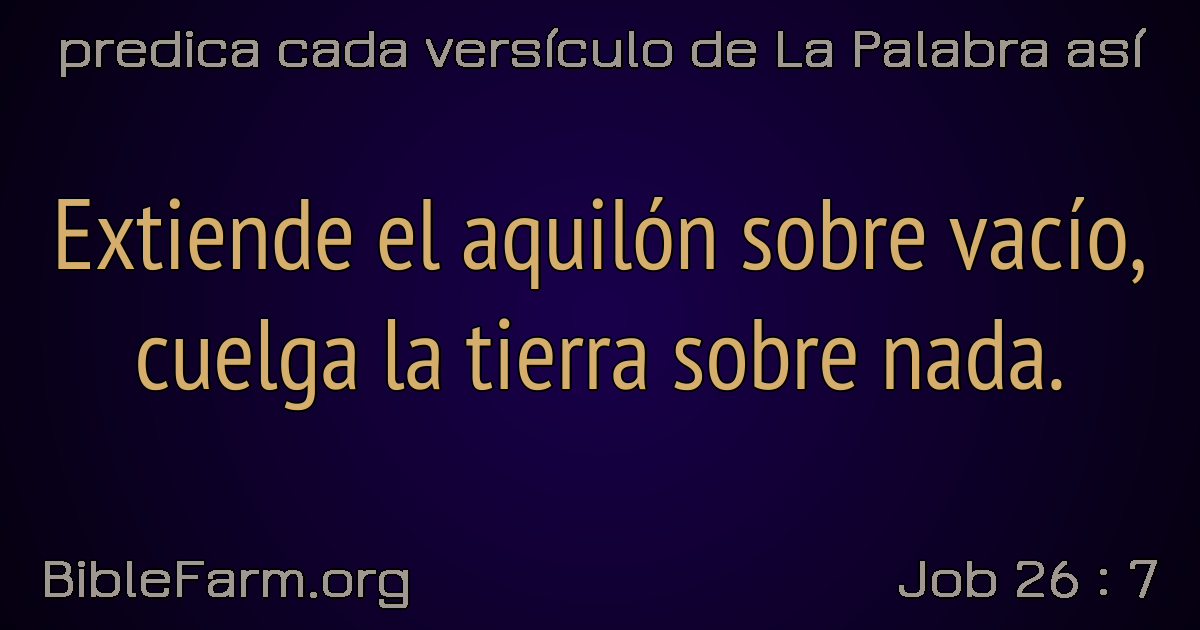 predica cada versículo de La Palabra así
Extiende el aquilón sobre vacío,
cuelga la tierra sobre nada.
BibleFarm.org
Job 26 : 7